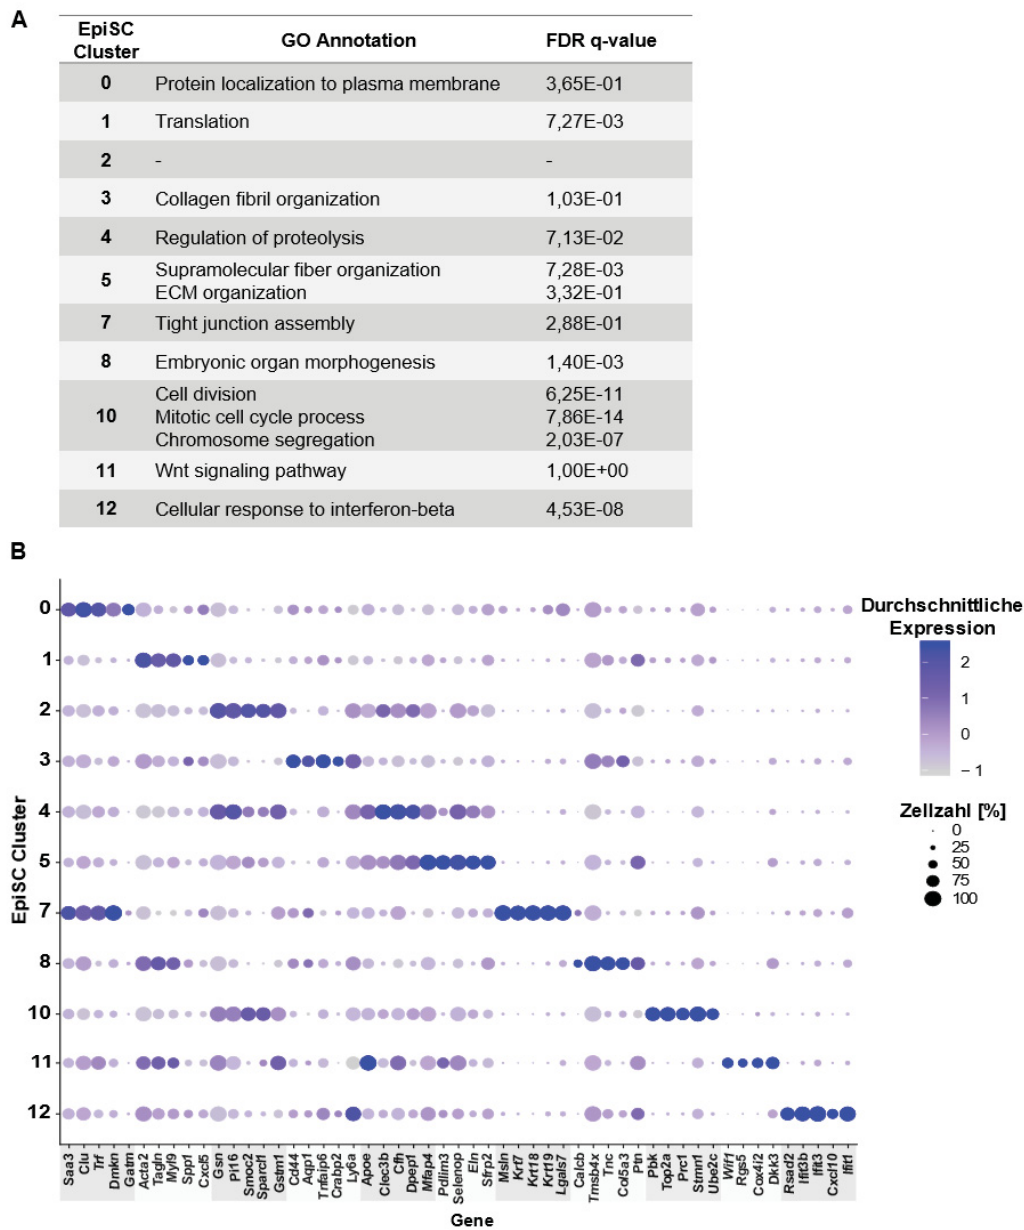 A
EpiSC
Cluster
GO Annotation
FDR q-value
0 Protein localization to plasma membrane 3,65E-01
1 Translation 7,27E-03
2 - -
3 Collagen fibril organization 1,03E-01
4 Regulation of proteolysis 7,13E-02
5 Supramolecular fiber organization 7,28E-03
ECM organization 3,32E-01
7 Tight junction assembly 2,88E-01
8 Embryonic organ morphogenesis 1,40E-03
Cell division 6,25E-11
10 Mitotic cell cycle process 7,86E-14
Chromosome segregation 2,03E-07
11 Wnt signaling pathway 1,00E+00
12 Cellular response to interferon-beta 4,53E-08
B
EpiSC Cluster
0
1
2
3
4
5
7
8
10
11
12
Saa3
Clu
Trf
Dmkn
Gatm
Acta2
Tagln
Myl9
Spp1
Cxcl5
Gsn
Pi16
Smoc2
Sparcl1
Gstm1
Cd44
Aqp1
Tnfaip6
Crabp2
Ly6a
Apoe
Clec3b
Cfh
Dpep1
Mfap4
Pdlim3
Selenop
Eln
Sfrp2
Msln
Krt7
Krt18
Krt19
Lgals7
Calcb
Tmsb4x
Tnc
Col5a3
Ptn
Pbk
Top2a
Prc1
Stmn1
Ube2c
Wif1
Rgs5
Cox4i2
Dkk3
Rsad2
Ifit3b
Ifit3
Cxcl10
Ifit1
Gene
Durchschnittliche
Expression
2
1
0
− 1
Zellzahl [%]
0
25
50
75
100